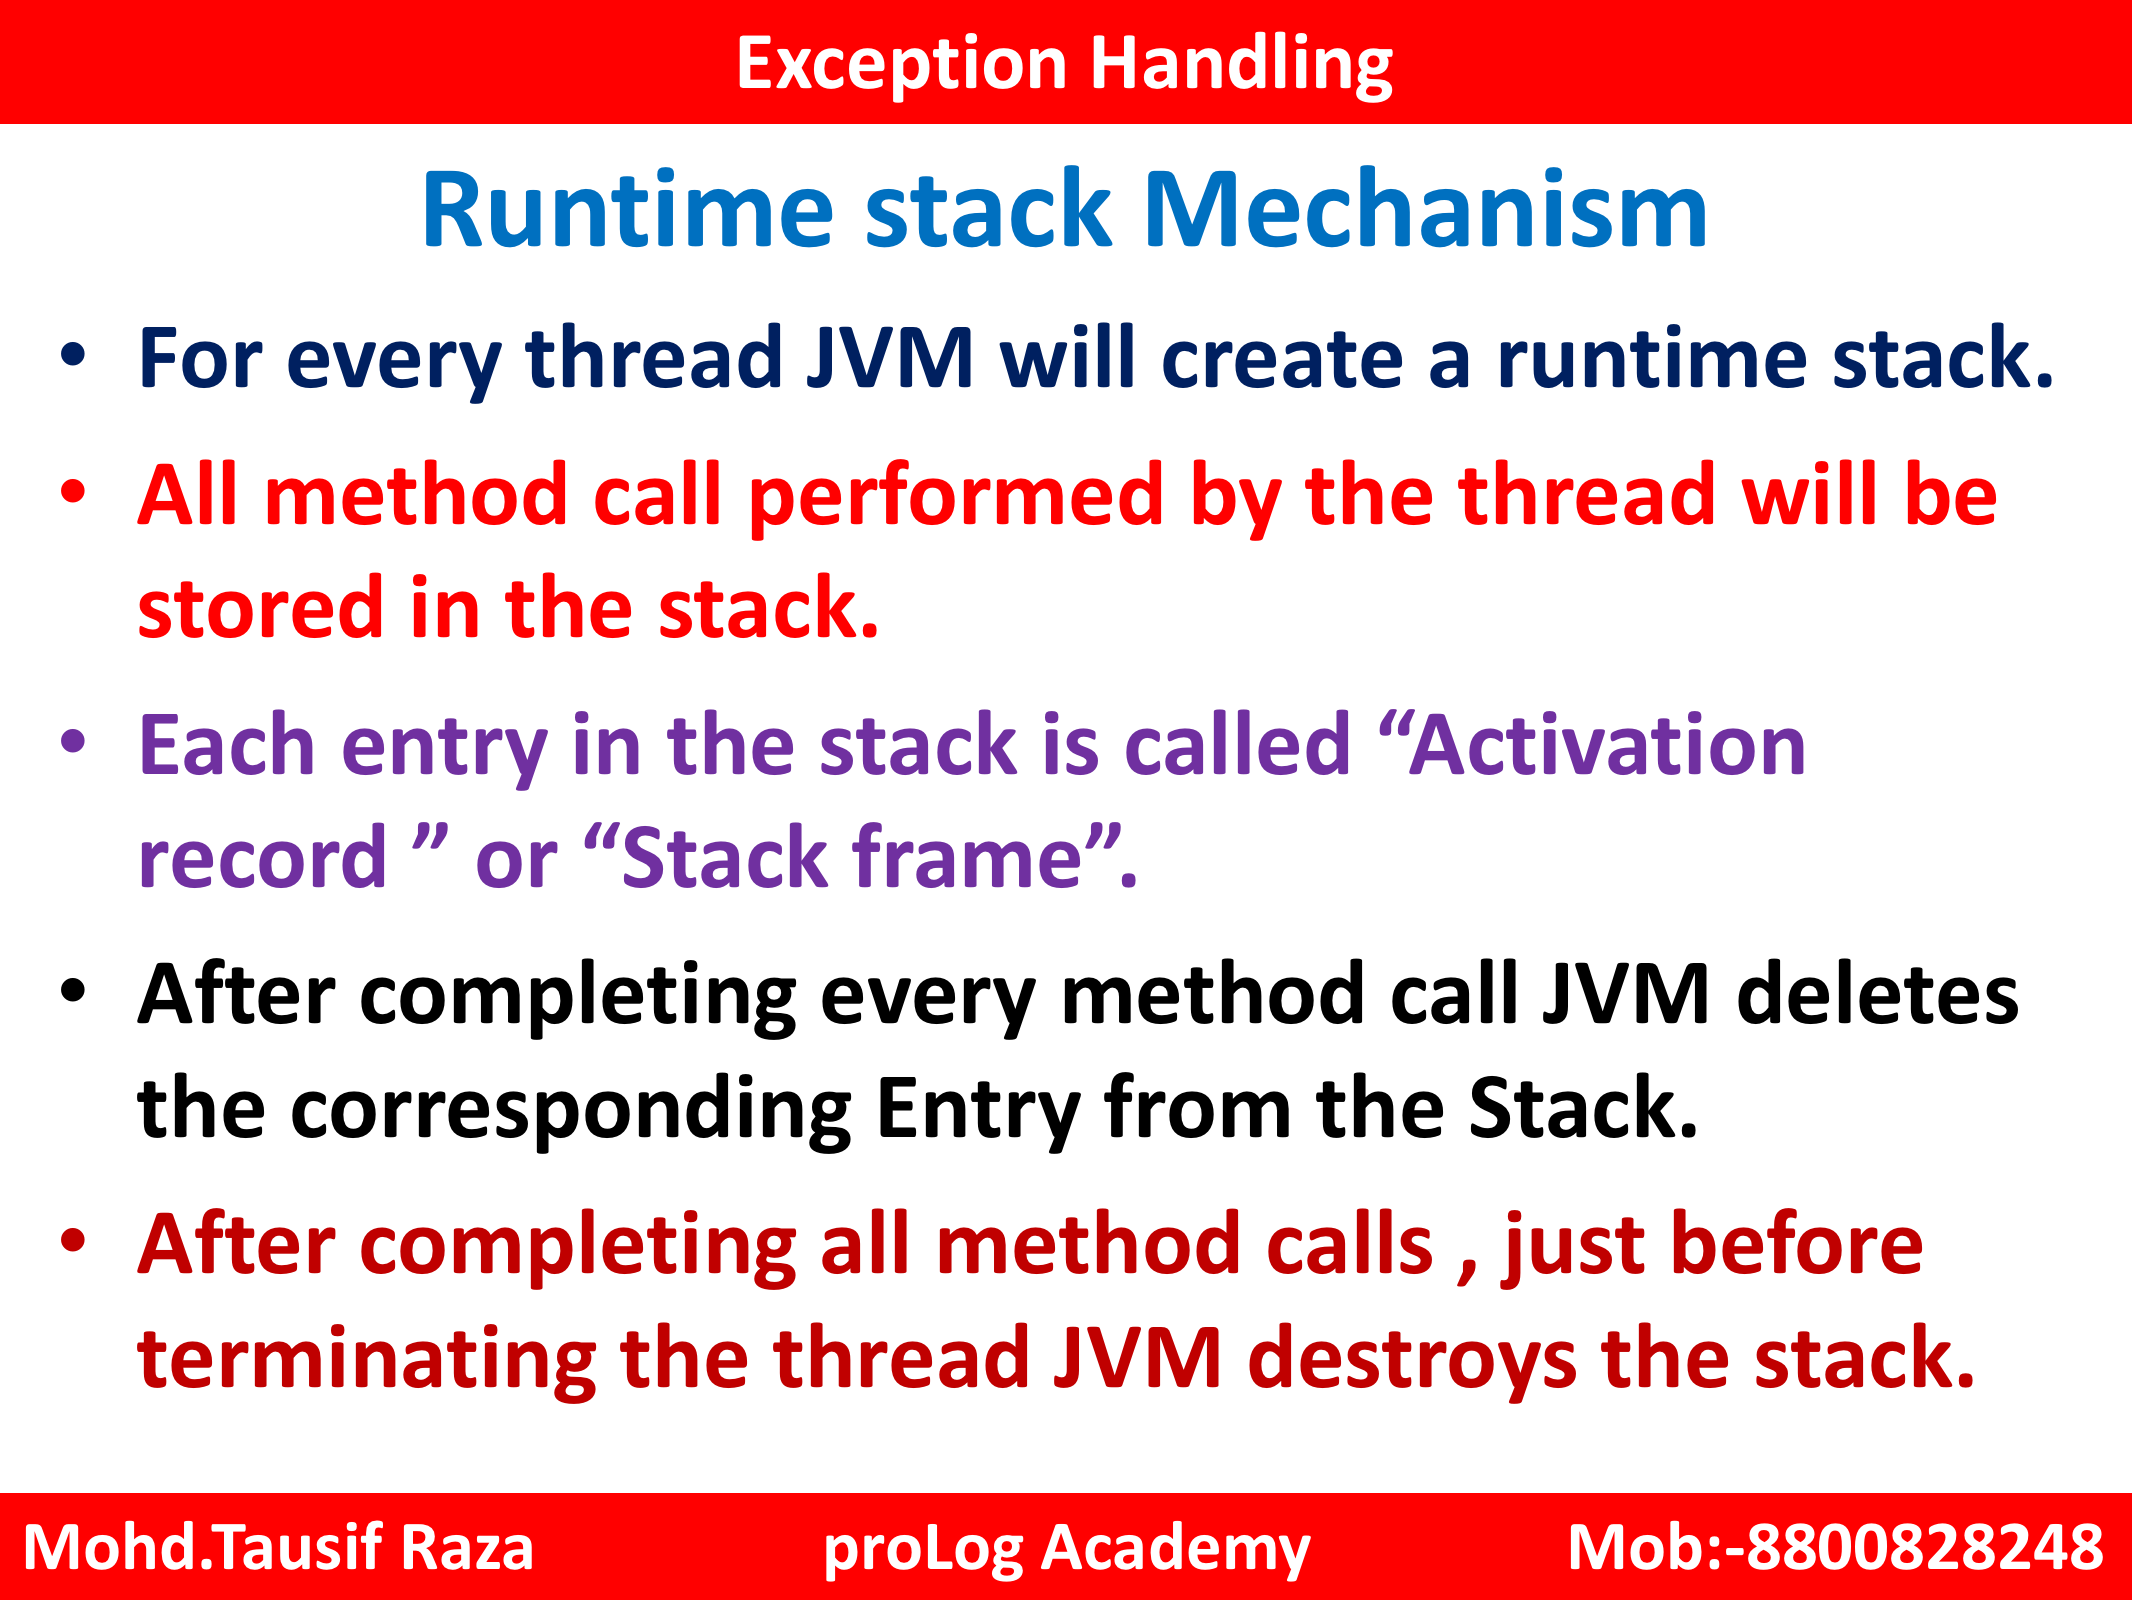 Exception Handling
Runtime stack Mechanism
• For every thread JVM will create a runtime stack.
• All method call performed by the thread will be
stored in the stack.
• Each entry in the stack is called “Activation
record ” or “Stack frame”.
• After completing every method call JVM deletes
the corresponding Entry from the Stack.
• After completing all method calls , just before
terminating the thread JVM destroys the stack.
Mohd.Tausif Raza proLog Academy Mob:-8800828248